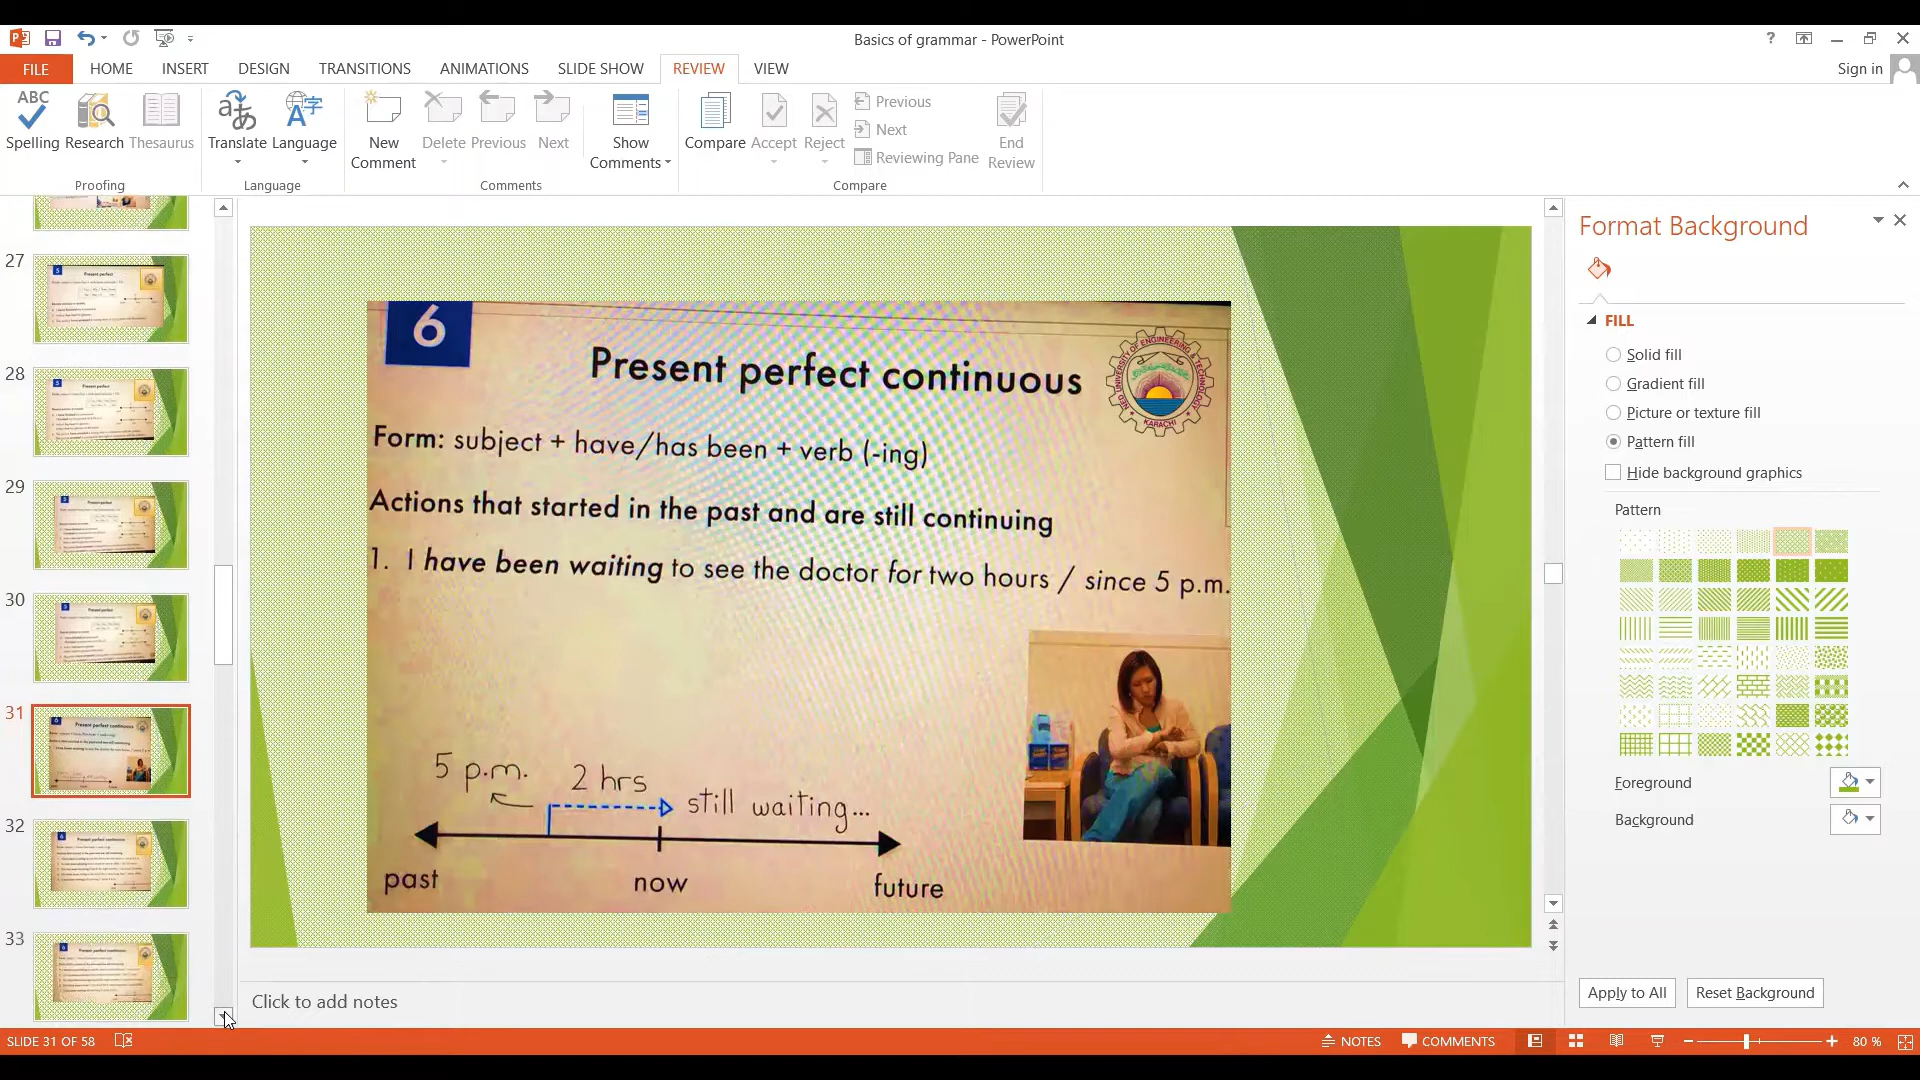 Basics of grammar - PowerPoint
Sign in
FILE HOME INSERT DESIGN TRANSITIONS ANIMATIONS SLIDE SHOW REVIEW VIEW
ABC
Spelling Research Thesaurus
Proofing
Translate Language
Language
New Comment Delete Previous Next Show Comments
Comments
Compare Accept Reject
Previous
Next
Reviewing Pane
End Review
Compare
27
28
29
30
31
32
33
6
Present perfect continuous
NED UNIVERSITY OF ENGINEERING & TECHNOLOGY
KARACHI
Form: subject + have/has been + verb (-ing)
Actions that started in the past and are still continuing
1. I have been waiting to see the doctor for two hours / since 5 p.m.
5 p.m. 2 hrs still waiting...
past now future
Click to add notes
Format Background
FILL
Solid fill
Gradient fill
Picture or texture fill
Pattern fill
Hide background graphics
Pattern
Foreground
Background
Apply to All Reset Background
SLIDE 31 OF 58 NOTES COMMENTS 80 %